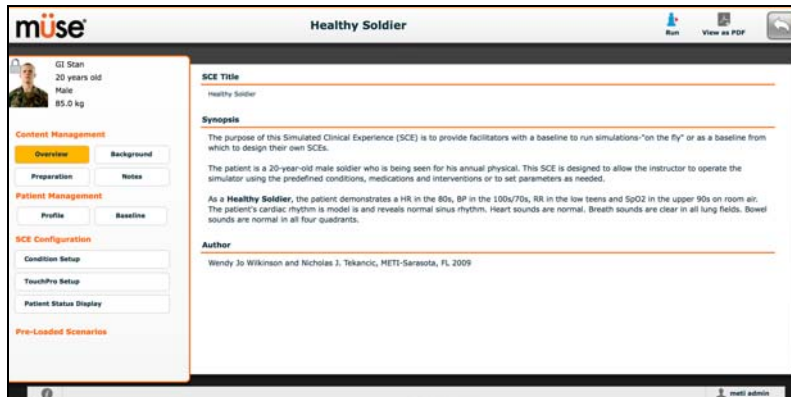 müse
Healthy Soldier
Run
View as PDF
GI Stan
20 years old
Male
85.0 kg
Content Management
Overview
Background
Preparation
Notes
Patient Management
Profile
Baseline
SCE Configuration
Condition Setup
TouchPro Setup
Patient Status Display
Pre-Loaded Scenarios
SCE Title
Healthy Soldier
Synopsis
The purpose of this Simulated Clinical Experience (SCE) is to provide facilitators with a baseline to run simulations-"on the fly" or as a baseline from
which to design their own SCEs.
The patient is a 20-year-old male soldier who is being seen for his annual physical. This SCE is designed to allow the instructor to operate the
simulator using the predefined conditions, medications and interventions or to set parameters as needed.
As a Healthy Soldier, the patient demonstrates a HR in the 80s, BP in the 100s/70s, RR in the low teens and SpO2 in the upper 90s on room air.
The patient's cardiac rhythm is model is and reveals normal sinus rhythm. Heart sounds are normal. Breath sounds are clear in all lung fields. Bowel
sounds are normal in all four quadrants.
Author
Wendy Jo Wilkinson and Nicholas J. Tekancic, METI-Sarasota, FL 2009
meti admin